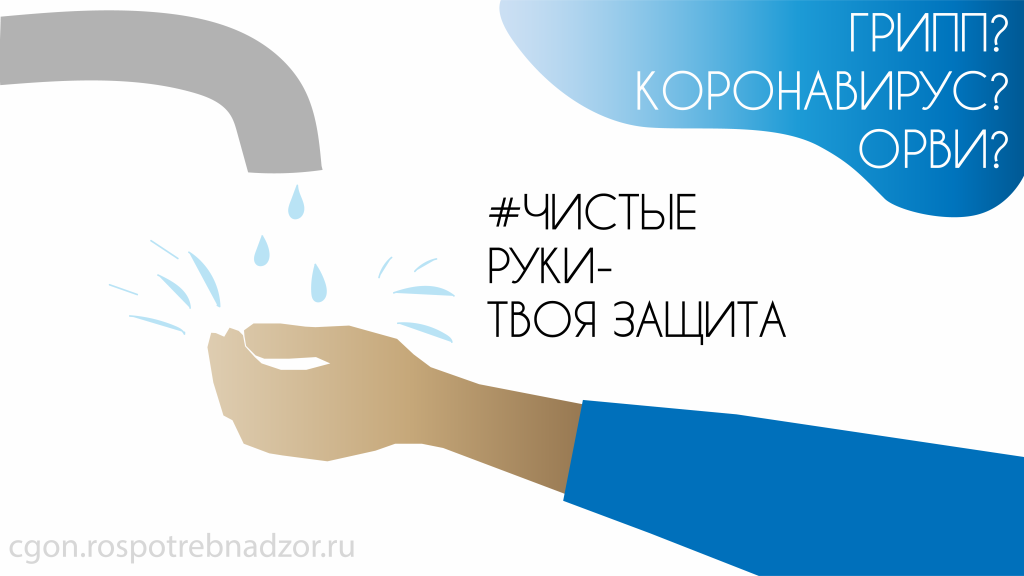 ГРИПП?
КОРОНАВИРУС?
ОРВИ?
#ЧИСТЫЕ
РУКИ-
ТВОЯ ЗАЩИТА
cgon.rospotrebnadzor.ru